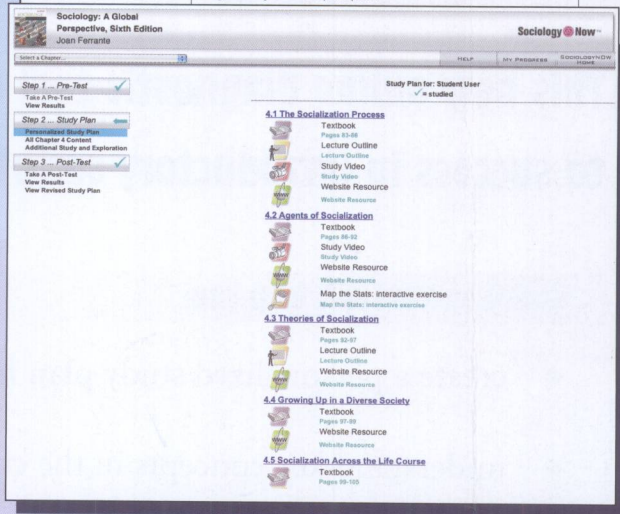 Sociology: A Global
Perspective, Sixth Edition
Joan Ferrante
Sociology Now™
Select a Chapter...
HELP
MY PROGRESS
SOCIOLOGYNOW
HOME
Step 1 ... Pre-Test ✓
Take A Pre-Test
View Results
Step 2 ... Study Plan
Personalized Study Plan
All Chapter 4 Content
Additional Study and Exploration
Step 3 ... Post-Test ✓
Take A Post-Test
View Results
View Revised Study Plan
Study Plan for: Student User
✓ = studied
4.1 The Socialization Process
Textbook
Pages 83-86
Lecture Outline
Lecture Outline
Study Video
Study Video
Website Resource
www
Website Resource
4.2 Agents of Socialization
Textbook
Pages 86-92
Study Video
Study Video
Website Resource
www
Website Resource
Map the Stats: interactive exercise
Map the Stats: interactive exercise
4.3 Theories of Socialization
Textbook
Pages 92-97
Lecture Outline
Lecture Outline
Website Resource
www
Website Resource
4.4 Growing Up in a Diverse Society
Textbook
Pages 97-99
Website Resource
www
Website Resource
4.5 Socialization Across the Life Course
Textbook
Pages 99-105